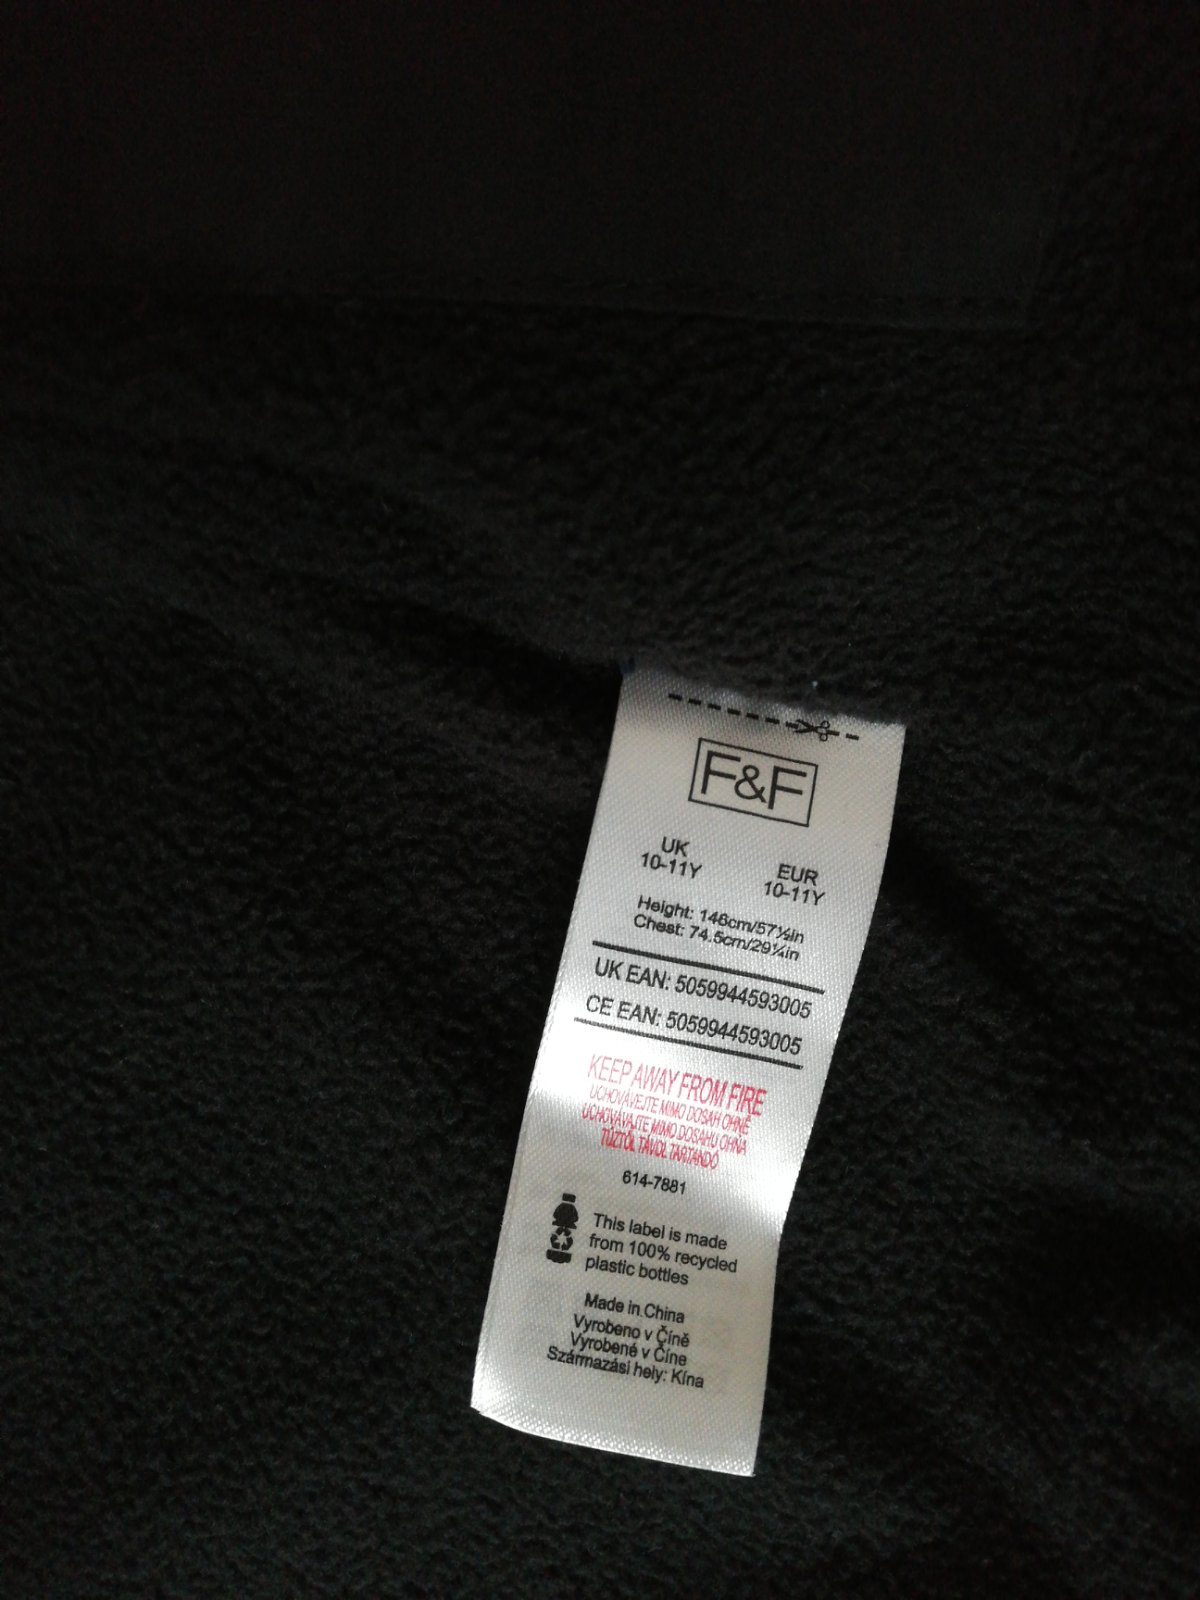 F&F
UK
10-11Y
EUR
10-11Y
Height: 146cm/57½in
Chest: 74.5cm/29¼in
UK EAN: 5059944593005
CE EAN: 5059944593005
KEEP AWAY FROM FIRE
UCHOVÁVEJTE MIMO DOSAH OHNĚ
UCHOVÁVAJTE MIMO DOSAHU OHŇA
TŰZTŐL TÁVOL TARTANDÓ
614-7881
This label is made
from 100% recycled
plastic bottles
Made in China
Vyrobeno v Číně
Vyrobené v Číne
Származási hely: Kína